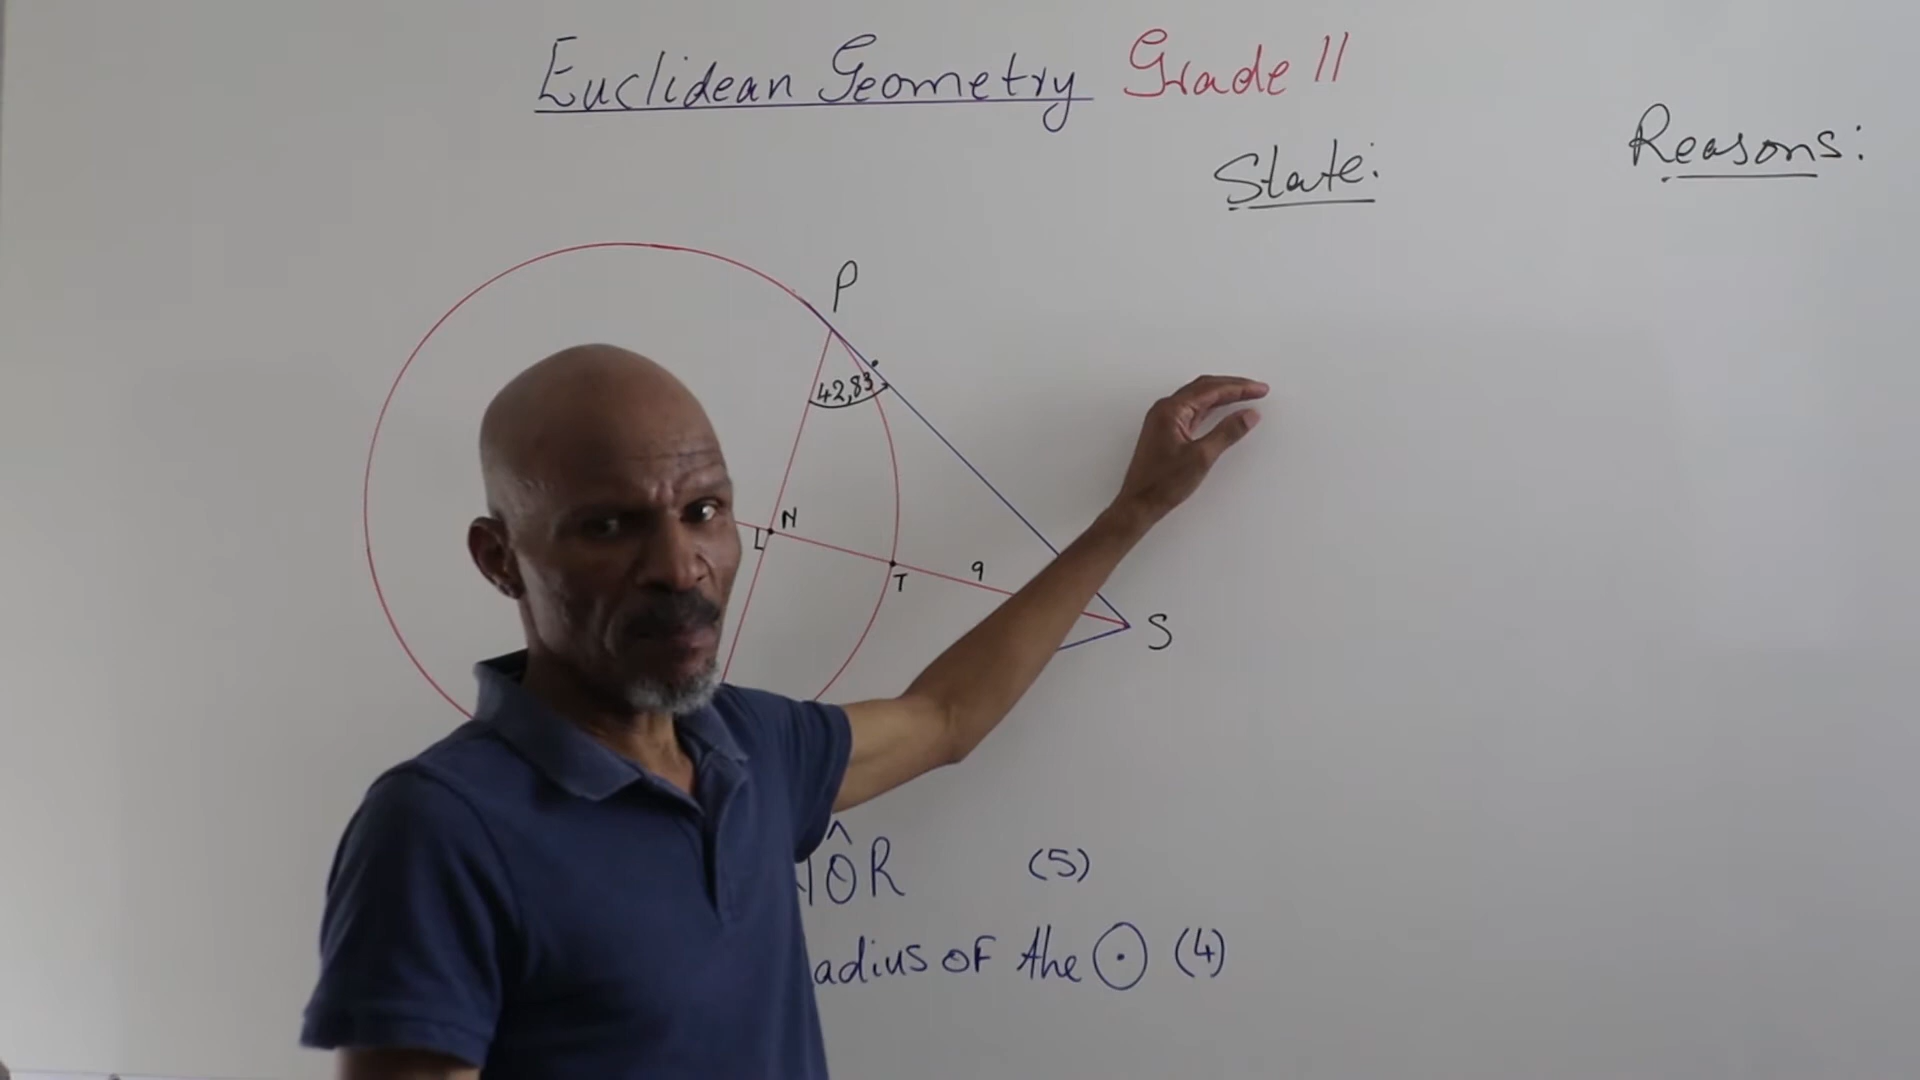 Euclidean Geometry Grade 11
State:
Reasons:
P
42,83°
N
T
9
S
ÔR (5)
adius of the ⊙ (4)